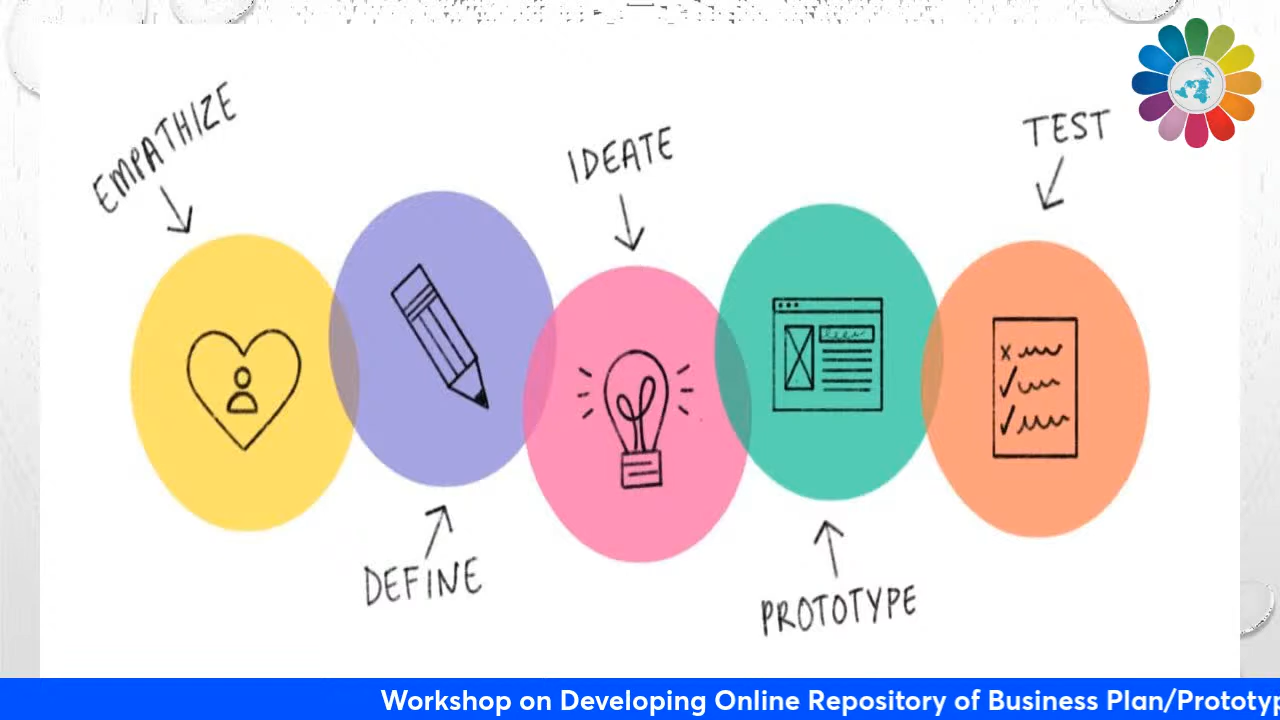 EMPATHIZE
DEFINE
IDEATE
PROTOTYPE
TEST
Workshop on Developing Online Repository of Business Plan/Prototyp